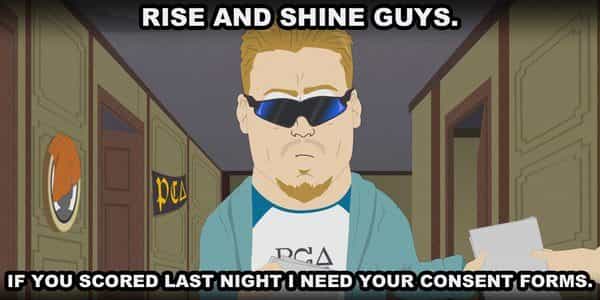 RISE AND SHINE GUYS.
PCΔ
PCΔ
IF YOU SCORED LAST NIGHT I NEED YOUR CONSENT FORMS.